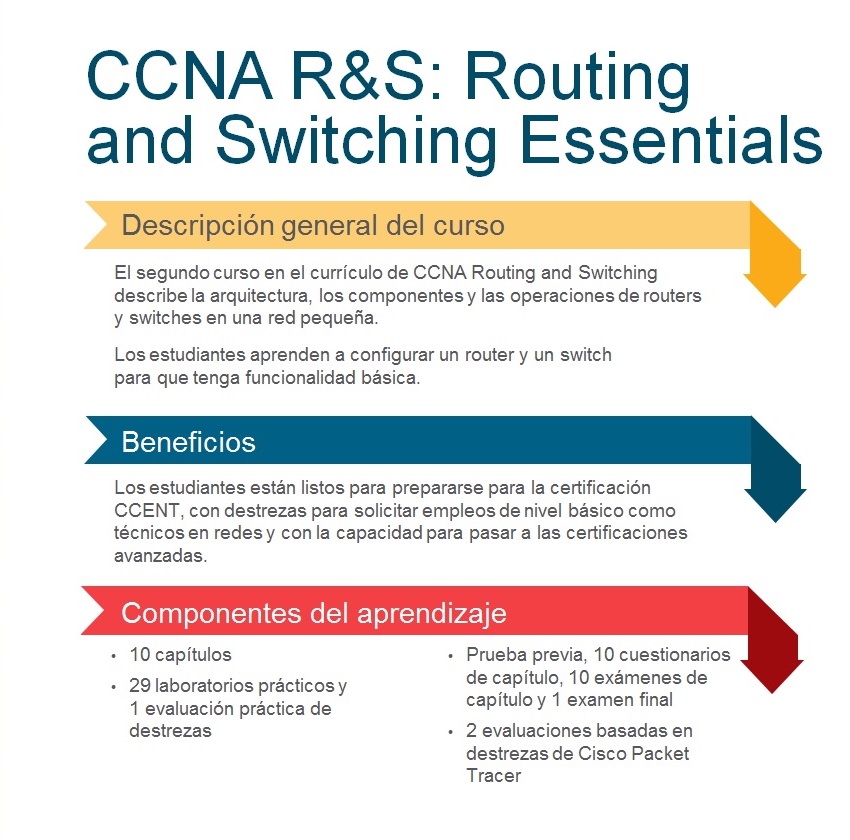 CCNA R&S: Routing
and Switching Essentials
Descripción general del curso
El segundo curso en el currículo de CCNA Routing and Switching
describe la arquitectura, los componentes y las operaciones de routers
y switches en una red pequeña.
Los estudiantes aprenden a configurar un router y un switch
para que tenga funcionalidad básica.
Beneficios
Los estudiantes están listos para prepararse para la certificación
CCENT, con destrezas para solicitar empleos de nivel básico como
técnicos en redes y con la capacidad para pasar a las certificaciones
avanzadas.
Componentes del aprendizaje
• 10 capítulos
• 29 laboratorios prácticos y
1 evaluación práctica de
destrezas
• Prueba previa, 10 cuestionarios
de capítulo, 10 exámenes de
capítulo y 1 examen final
• 2 evaluaciones basadas en
destrezas de Cisco Packet
Tracer